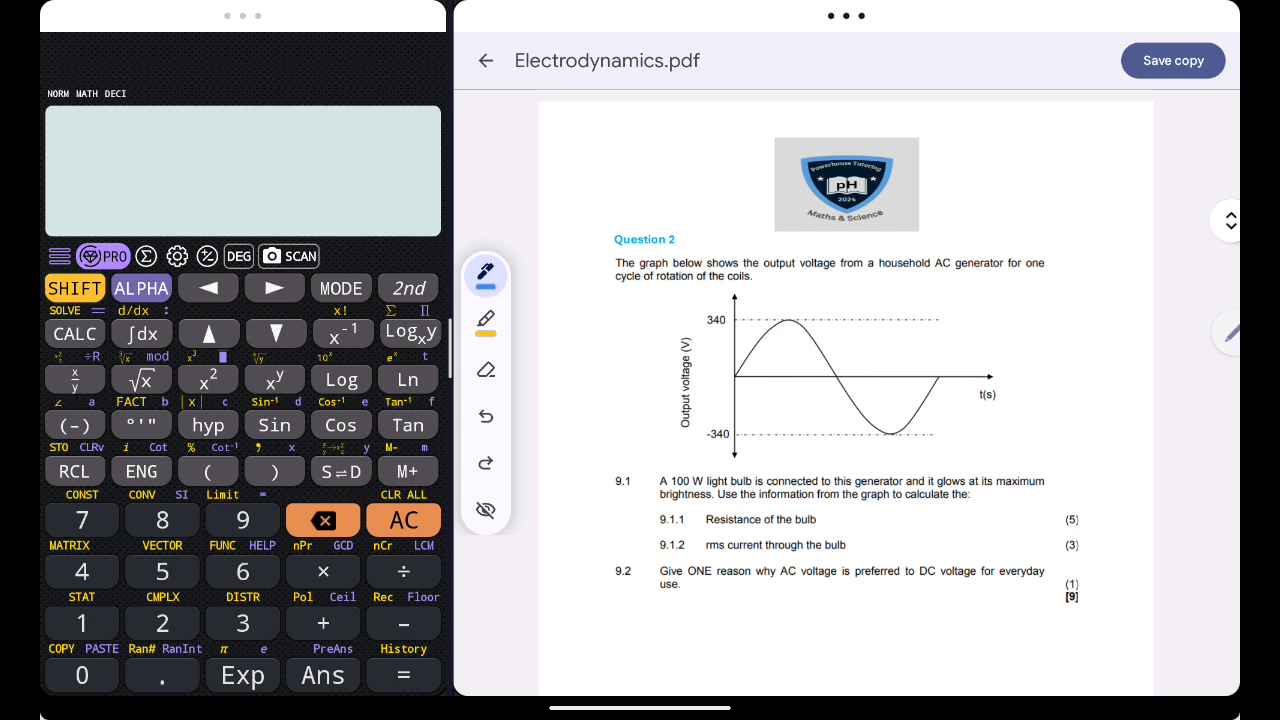 NORM MATH DECI
PRO Σ DEG SCAN
SHIFT ALPHA ◄ ► MODE 2nd
SOLVE = d/dx : x! Σ ∏
CALC ∫dx ▲ ▼ x⁻¹ Logₓy
÷R ³√x mod x³ ˣ√y 10ˣ eˣ t
x/y √x x² xʸ Log Ln
∠ a FACT b |x| c Sin⁻¹ d Cos⁻¹ e Tan⁻¹ f
(−) °'" hyp Sin Cos Tan
STO CLRv i Cot % Cot⁻¹ , x y M- m
RCL ENG ( ) S⇌D M+
CONST CONV SI Limit ∞ CLR ALL
7 8 9 AC
MATRIX VECTOR FUNC HELP nPr GCD nCr LCM
4 5 6 × ÷
STAT CMPLX DISTR Pol Ceil Rec Floor
1 2 3 + −
COPY PASTE Ran# RanInt π e PreAns History
0 . Exp Ans =
Electrodynamics.pdf
Save copy
Powerhouse Tutoring
pH
2024
Maths & Science
Question 2
The graph below shows the output voltage from a household AC generator for one
cycle of rotation of the coils.
340
Output voltage (V)
t(s)
-340
9.1 A 100 W light bulb is connected to this generator and it glows at its maximum
brightness. Use the information from the graph to calculate the:
9.1.1 Resistance of the bulb (5)
9.1.2 rms current through the bulb (3)
9.2 Give ONE reason why AC voltage is preferred to DC voltage for everyday
use. (1)
[9]